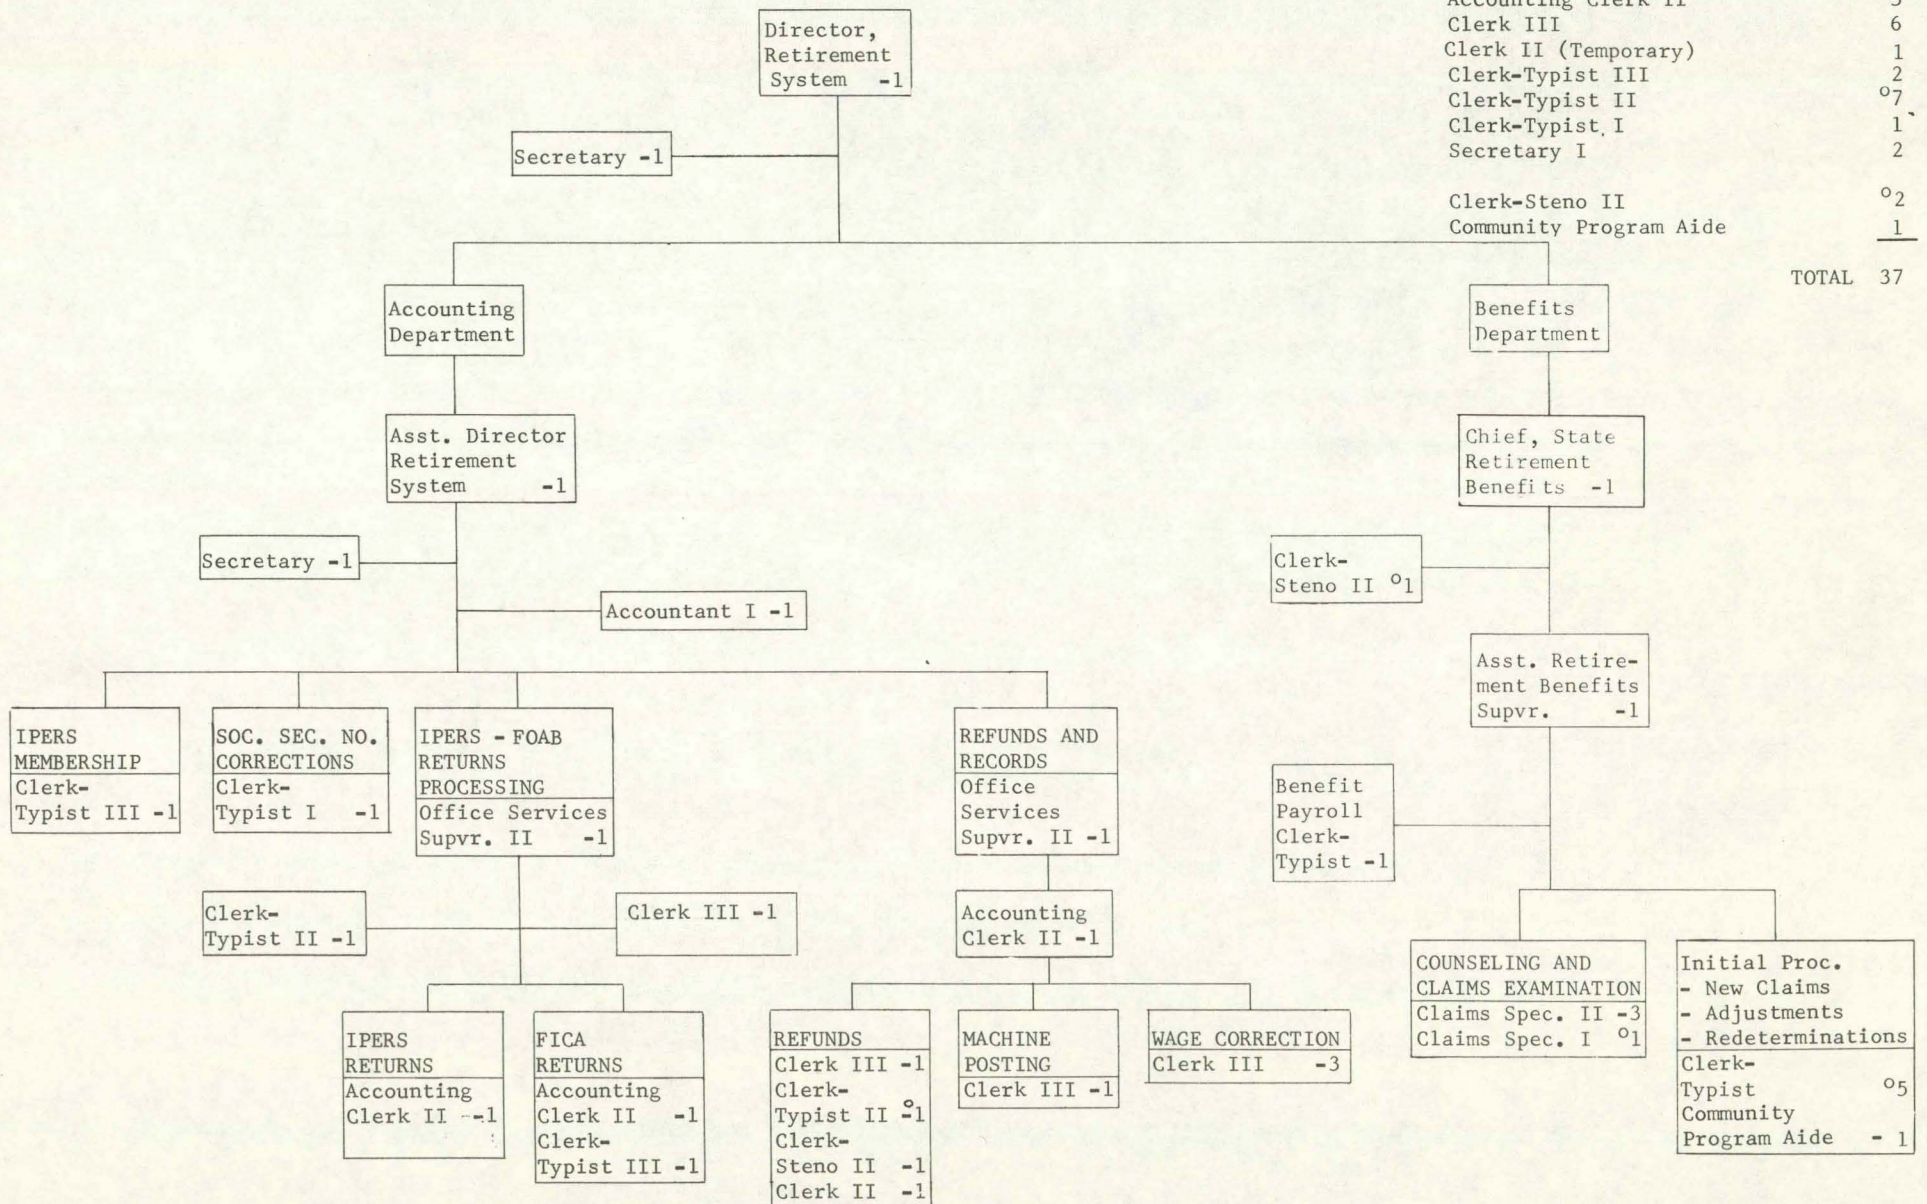 Accounting Clerk II 3
Clerk III 6
Clerk II (Temporary) 1
Clerk-Typist III 2
Clerk-Typist II º7
Clerk-Typist I 1
Secretary I 2
Clerk-Steno II º2
Community Program Aide 1
TOTAL 37
Director,
Retirement
System -1
Secretary -1
Accounting
Department
Asst. Director
Retirement
System -1
Secretary -1
Accountant I -1
IPERS
MEMBERSHIP
Clerk-
Typist III -1
SOC. SEC. NO.
CORRECTIONS
Clerk-
Typist I -1
IPERS - FOAB
RETURNS
PROCESSING
Office Services
Supvr. II -1
Clerk-
Typist II -1
Clerk III -1
IPERS
RETURNS
Accounting
Clerk II -1
FICA
RETURNS
Accounting
Clerk II -1
Clerk-
Typist III -1
REFUNDS AND
RECORDS
Office
Services
Supvr. II -1
Accounting
Clerk II -1
REFUNDS
Clerk III -1
Clerk-
Typist II º-1
Clerk-
Steno II -1
Clerk II -1
MACHINE
POSTING
Clerk III -1
WAGE CORRECTION
Clerk III -3
Benefits
Department
Chief, State
Retirement
Benefits -1
Clerk-
Steno II º1
Asst. Retire-
ment Benefits
Supvr. -1
Benefit
Payroll
Clerk-
Typist -1
COUNSELING AND
CLAIMS EXAMINATION
Claims Spec. II -3
Claims Spec. I º1
Initial Proc.
- New Claims
- Adjustments
- Redeterminations
Clerk-
Typist º5
Community
Program Aide - 1